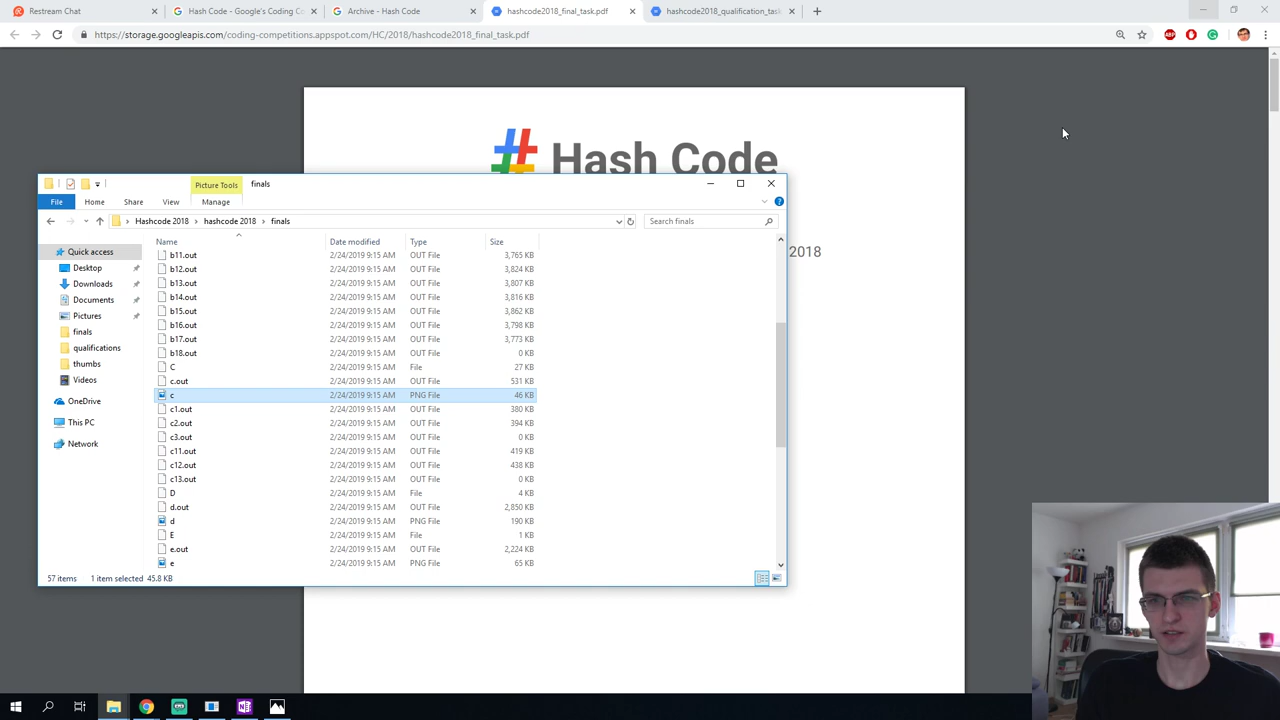 Restream Chat
Hash Code - Google's Coding Co
Archive - Hash Code
hashcode2018_final_task.pdf
hashcode2018_qualification_task
https://storage.googleapis.com/coding-competitions.appspot.com/HC/2018/hashcode2018_final_task.pdf
ABP
# Hash Code
2018
Picture Tools
finals
File
Home
Share
View
Manage
Hashcode 2018
hashcode 2018
finals
Search finals
Name
Date modified
Type
Size
Quick access
Desktop
Downloads
Documents
Pictures
finals
qualifications
thumbs
Videos
OneDrive
This PC
Network
b11.out 2/24/2019 9:15 AM OUT File 3,765 KB
b12.out 2/24/2019 9:15 AM OUT File 3,824 KB
b13.out 2/24/2019 9:15 AM OUT File 3,807 KB
b14.out 2/24/2019 9:15 AM OUT File 3,816 KB
b15.out 2/24/2019 9:15 AM OUT File 3,862 KB
b16.out 2/24/2019 9:15 AM OUT File 3,798 KB
b17.out 2/24/2019 9:15 AM OUT File 3,773 KB
b18.out 2/24/2019 9:15 AM OUT File 0 KB
C 2/24/2019 9:15 AM File 27 KB
c.out 2/24/2019 9:15 AM OUT File 531 KB
c 2/24/2019 9:15 AM PNG File 46 KB
c1.out 2/24/2019 9:15 AM OUT File 380 KB
c2.out 2/24/2019 9:15 AM OUT File 394 KB
c3.out 2/24/2019 9:15 AM OUT File 0 KB
c11.out 2/24/2019 9:15 AM OUT File 419 KB
c12.out 2/24/2019 9:15 AM OUT File 438 KB
c13.out 2/24/2019 9:15 AM OUT File 0 KB
D 2/24/2019 9:15 AM File 4 KB
d.out 2/24/2019 9:15 AM OUT File 2,850 KB
d 2/24/2019 9:15 AM PNG File 190 KB
E 2/24/2019 9:15 AM File 1 KB
e.out 2/24/2019 9:15 AM OUT File 2,224 KB
e 2/24/2019 9:15 AM PNG File 65 KB
57 items 1 item selected 45.8 KB